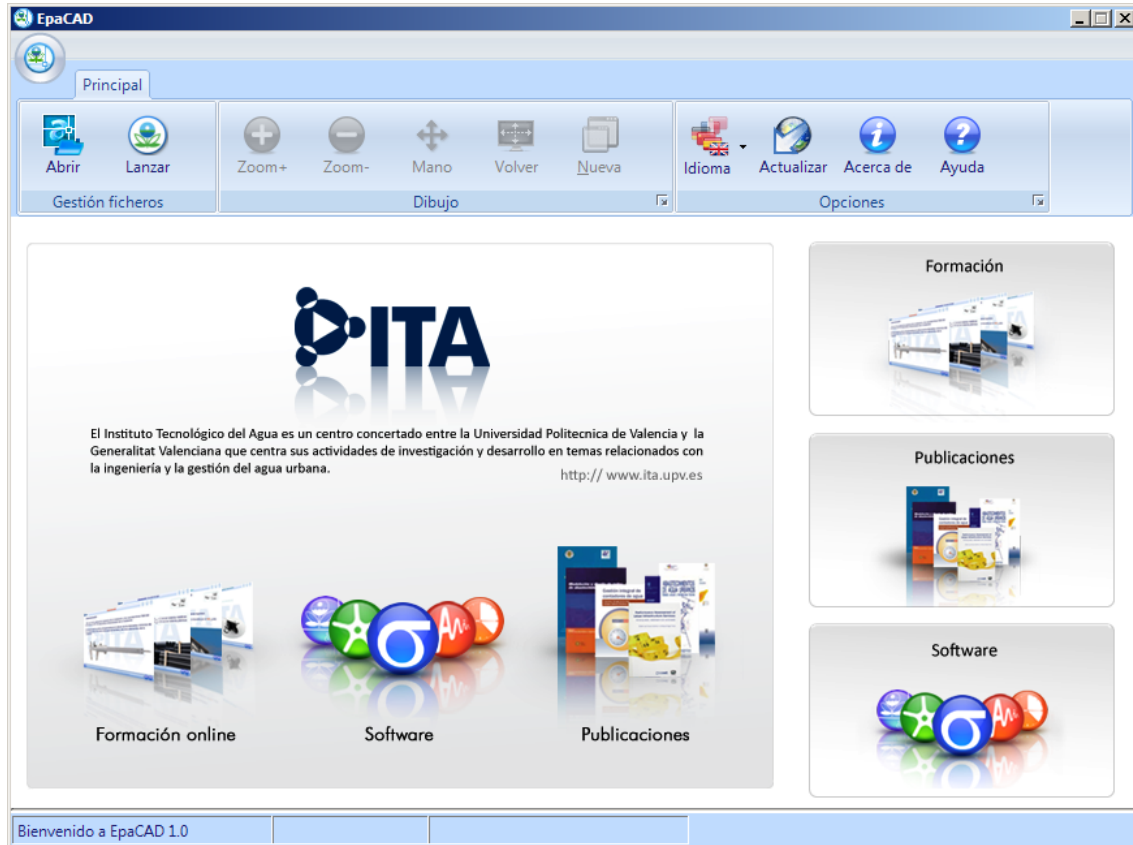 EpaCAD
Principal
Abrir
Lanzar
Zoom+
Zoom-
Mano
Volver
Nueva
Idioma
Actualizar
Acerca de
Ayuda
Gestión ficheros
Dibujo
Opciones
ITA
El Instituto Tecnológico del Agua es un centro concertado entre la Universidad Politecnica de Valencia y la
Generalitat Valenciana que centra sus actividades de investigación y desarrollo en temas relacionados con
la ingeniería y la gestión del agua urbana.
http:// www.ita.upv.es
Formación online
Software
Publicaciones
Formación
Publicaciones
Software
Bienvenido a EpaCAD 1.0